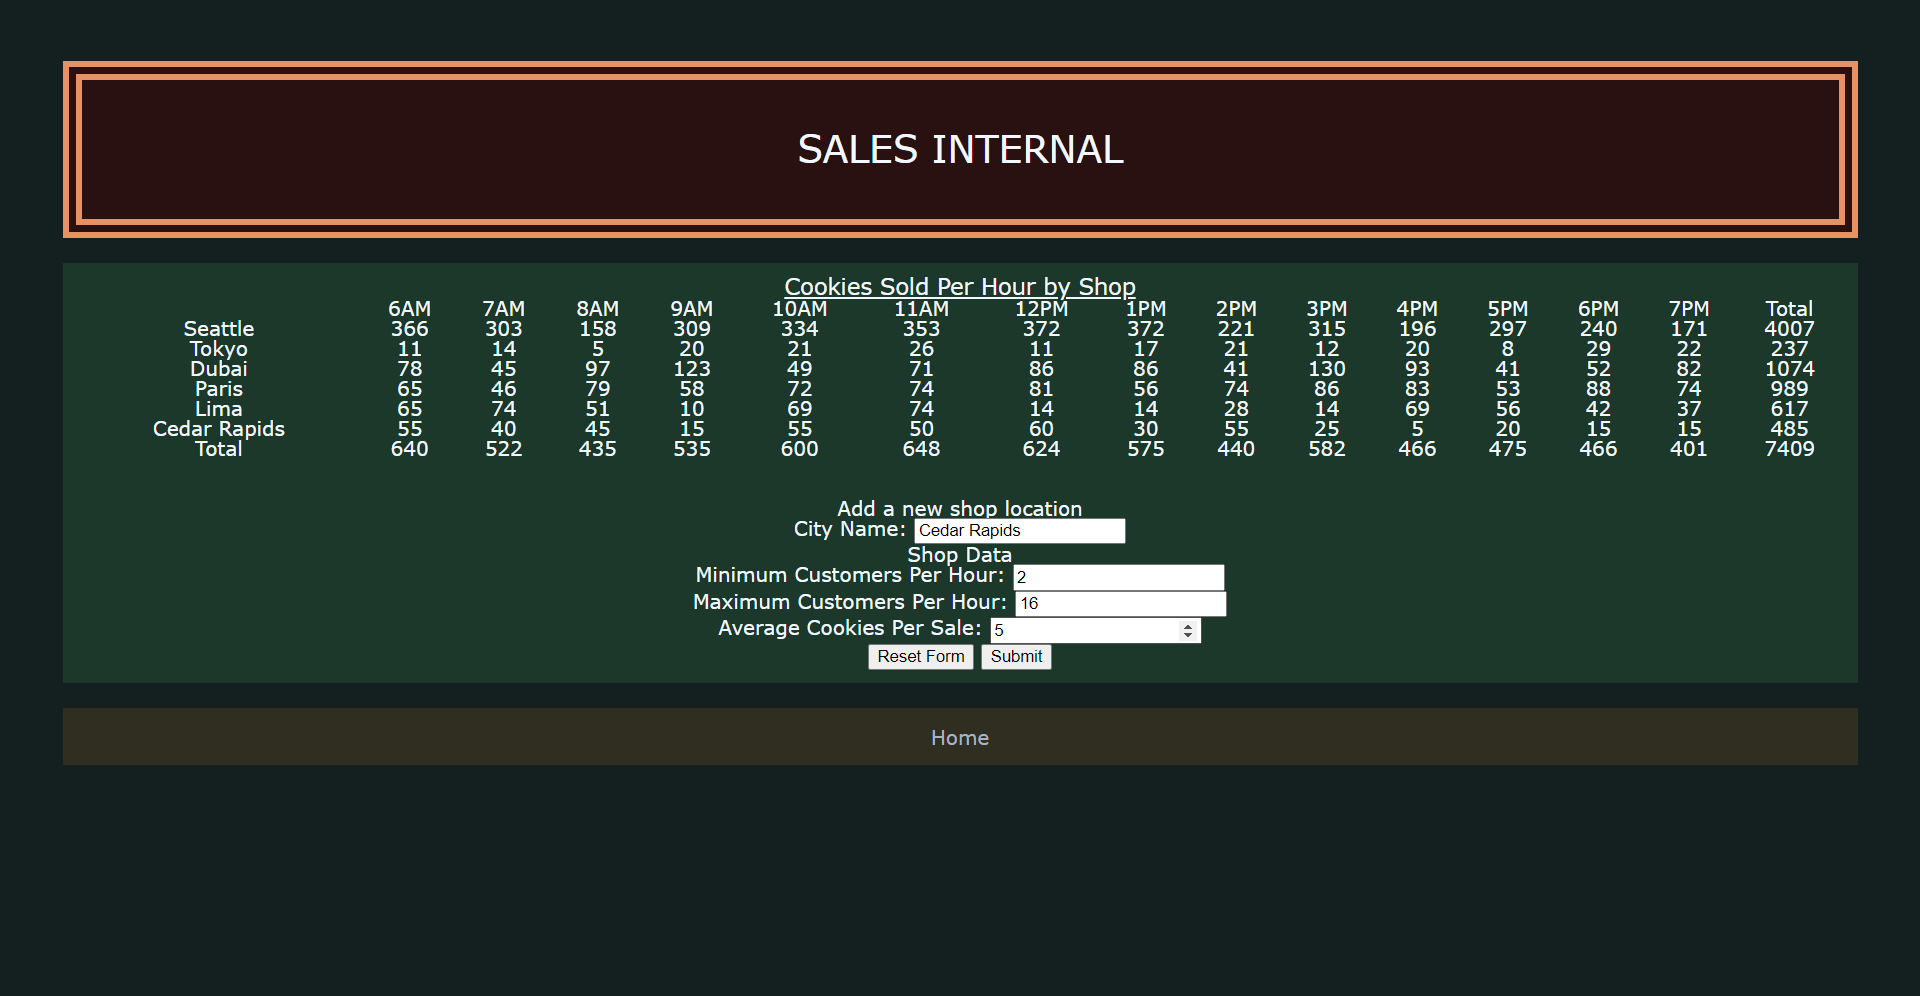 SALES INTERNAL
Cookies Sold Per Hour by Shop
6AM 7AM 8AM 9AM 10AM 11AM 12PM 1PM 2PM 3PM 4PM 5PM 6PM 7PM Total
Seattle 366 303 158 309 334 353 372 372 221 315 196 297 240 171 4007
Tokyo 11 14 5 20 21 26 11 17 21 12 20 8 29 22 237
Dubai 78 45 97 123 49 71 86 86 41 130 93 41 52 82 1074
Paris 65 46 79 58 72 74 81 56 74 86 83 53 88 74 989
Lima 65 74 51 10 69 74 14 14 28 14 69 56 42 37 617
Cedar Rapids 55 40 45 15 55 50 60 30 55 25 5 20 15 15 485
Total 640 522 435 535 600 648 624 575 440 582 466 475 466 401 7409
Add a new shop location
City Name: Cedar Rapids
Shop Data
Minimum Customers Per Hour: 2
Maximum Customers Per Hour: 16
Average Cookies Per Sale: 5
Reset Form Submit
Home